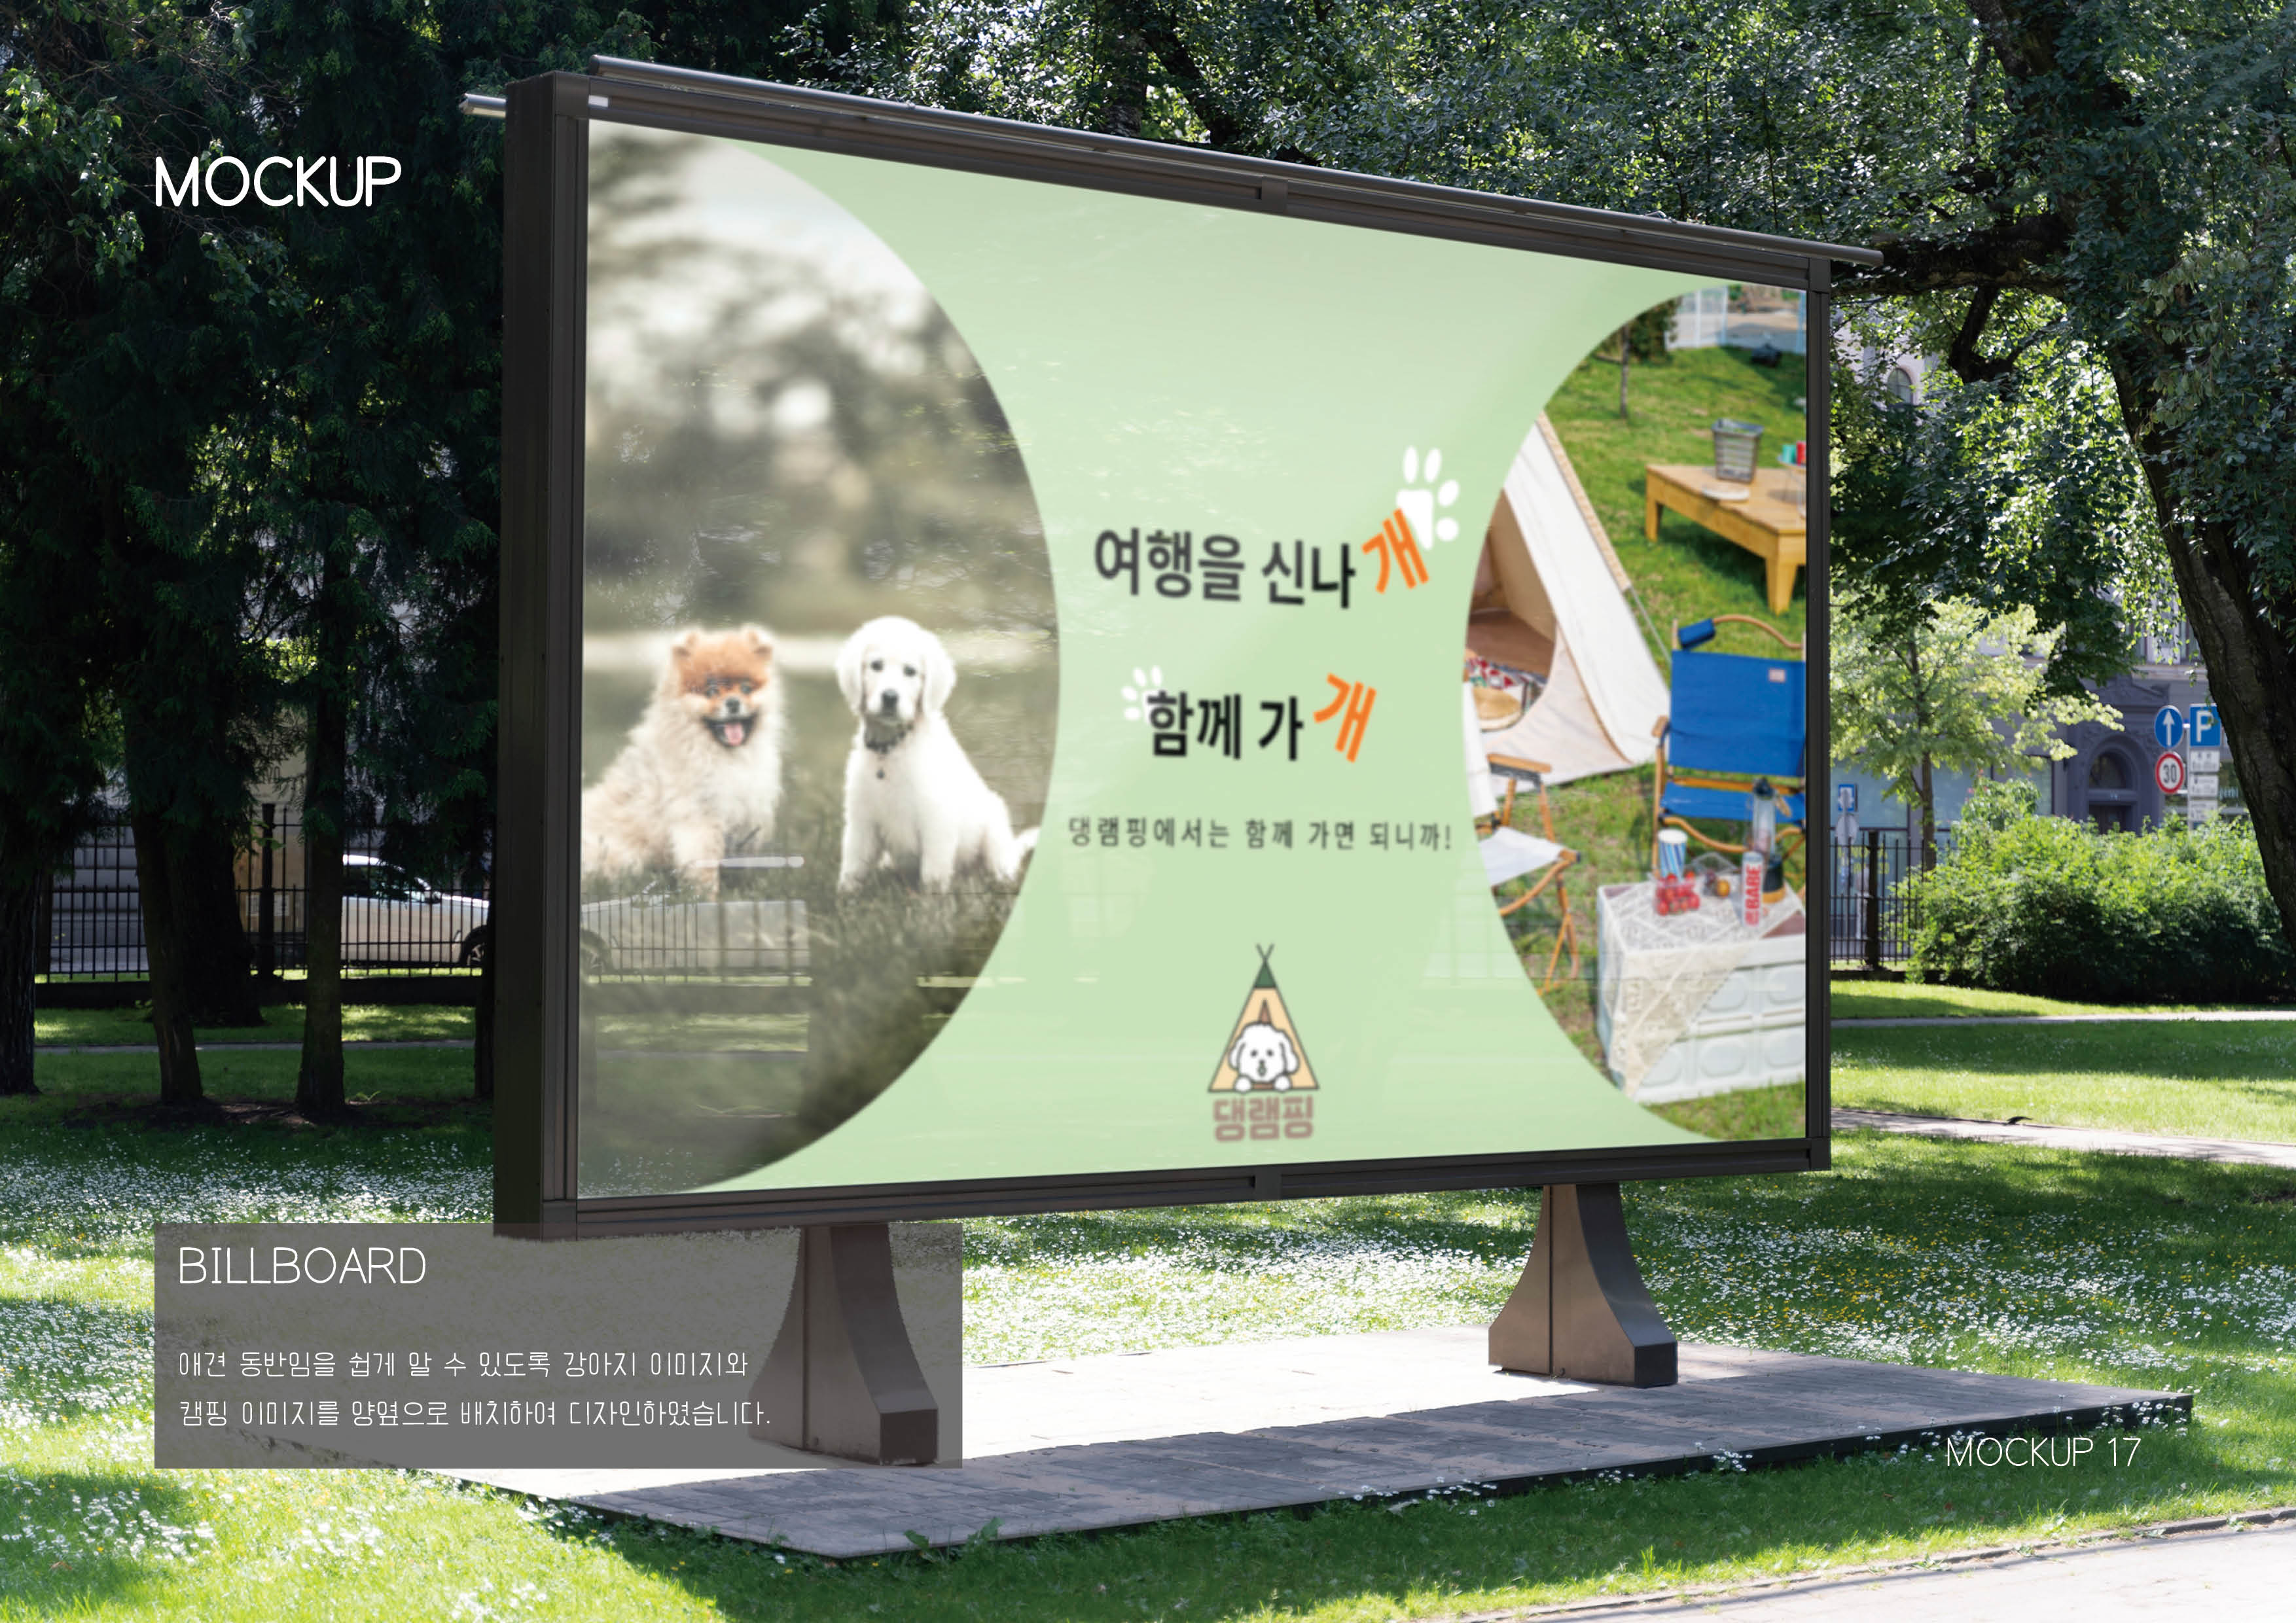 MOCKUP
여행을 신나개
함께 가개
댕램핑에서는 함께 가면 되니까!
댕램핑
BABE
P
30
BILLBOARD
애견 동반임을 쉽게 알 수 있도록 강아지 이미지와
캠핑 이미지를 양옆으로 배치하여 디자인하였습니다.
MOCKUP 17